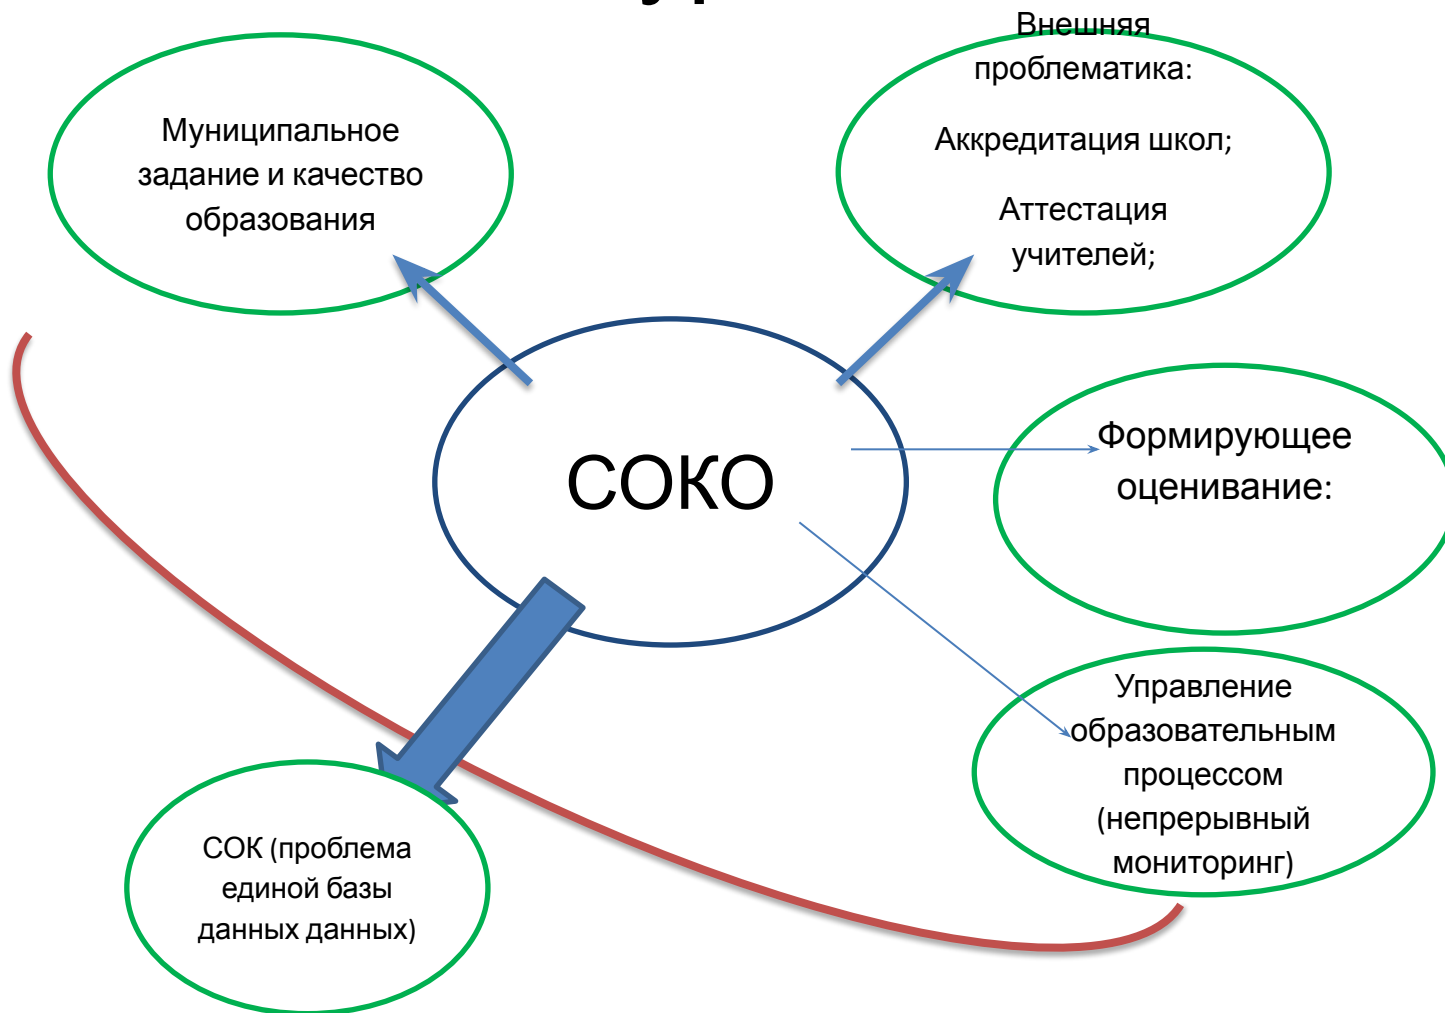 Внешняя
проблематика:
Аккредитация школ;
Аттестация
учителей;
Муниципальное
задание и качество
образования
СОКО
Формирующее
оценивание:
Управление
образовательным
процессом
(непрерывный
мониторинг)
СОК (проблема
единой базы
данных данных)